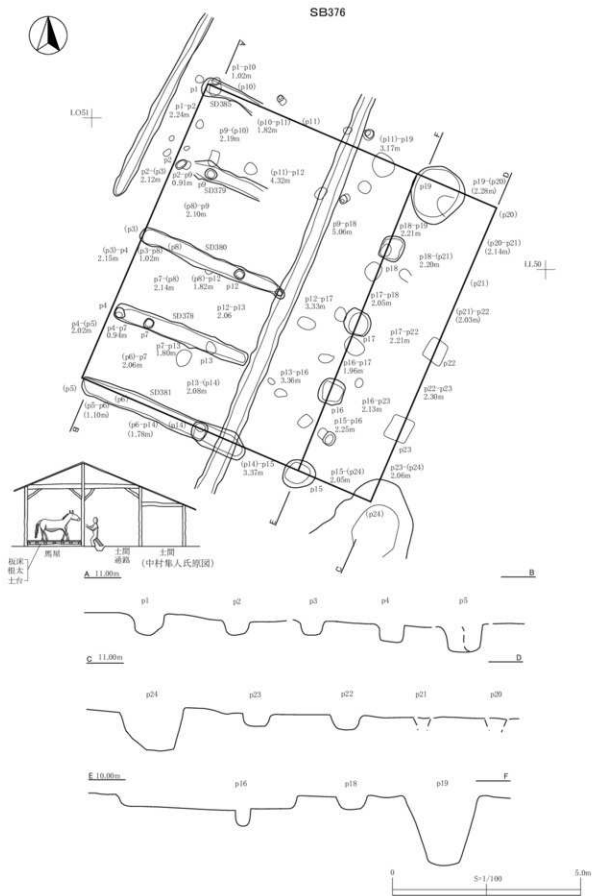 SB376
A
p1-p10
1.02m
p1
(p10)
SD385
p1-p2
2.24m
(p10-p11)
1.82m
(p11)
LO51
p9-(p10)
2.19m
(p11)-p19
3.17m
F
p2
p2-(p3)
2.12m
p2-p9
0.91m
p9
SD379
(p11)-p12
4.32m
p19
p19-(p20)
(2.28m)
D
(p20)
(p8)-p9
2.10m
p9-p18
5.06m
p18-p19
2.21m
(p20-p21)
(2.14m)
(p3)
(p3)-p4
2.15m
(p3-p8)
1.02m
(p8)
SD380
p18
p18-(p21)
2.20m
LL50
(p21)
p7-(p8)
2.14m
(p8)-p12
1.82m
p12
p17-p18
2.05m
(p21)-p22
(2.03m)
p4
p12-p13
2.06
p12-p17
3.33m
p17-p22
2.21m
p4-(p5)
2.02m
p4-p7
0.94m
p7
SD378
p17
p22
p7-p13
1.80m
p13
p16-p17
1.96m
(p6)-p7
2.06m
p13-p16
3.36m
p22-p23
2.30m
(p5)
SD381
p13-(p14)
2.08m
p16
p16-p23
2.13m
(p5-p6)
(1.10m)
(p6)
p15-p16
2.25m
p23
(p6-p14)
(1.78m)
(p14)
B
(p14)-p15
3.37m
p15-(p24)
2.05m
p23-(p24)
2.06m
p15
E
(p24)
C
板床
根太
土台
馬屋
土間
通路
土間
(中村隼人氏原図)
A 11.00m
B
p1
p2
p3
p4
p5
C 11.00m
D
p24
p23
p22
p21
p20
E 10.00m
F
p16
p18
p19
0
S=1/100
5.0m